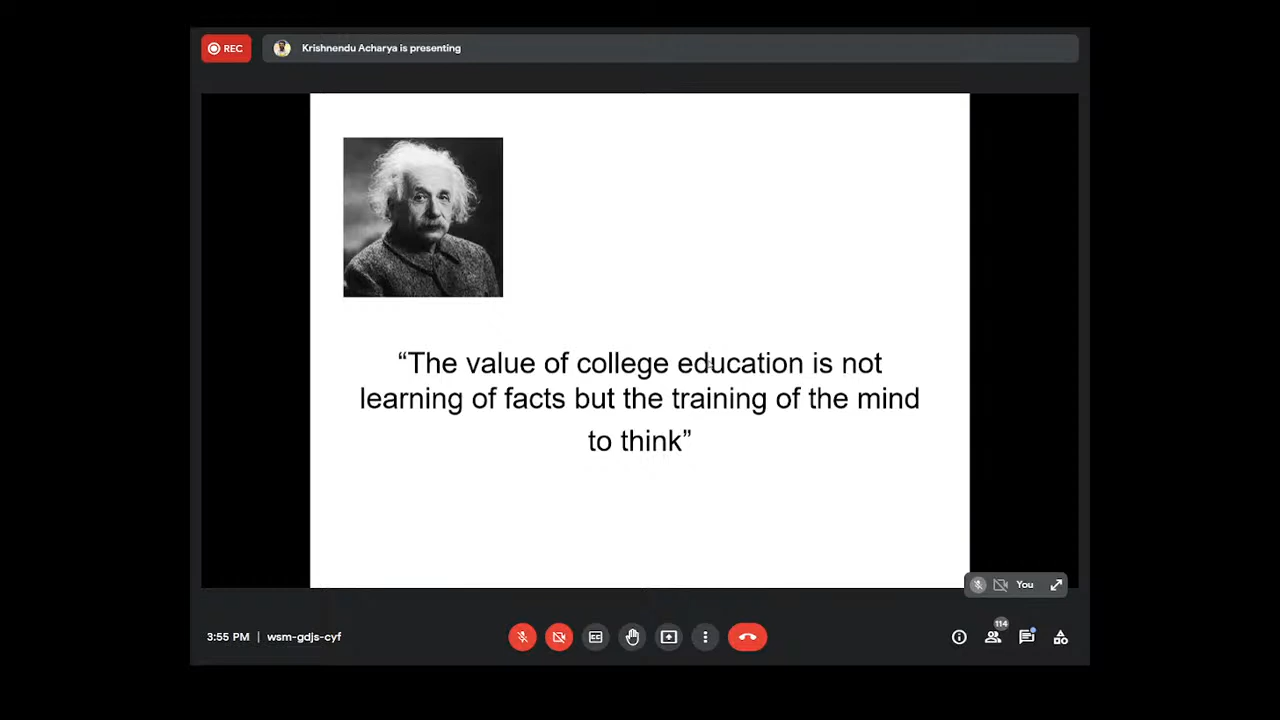 REC
Krishnendu Acharya is presenting
“The value of college education is not
learning of facts but the training of the mind
to think”
You
3:55 PM | wsm-gdjs-cyf
114